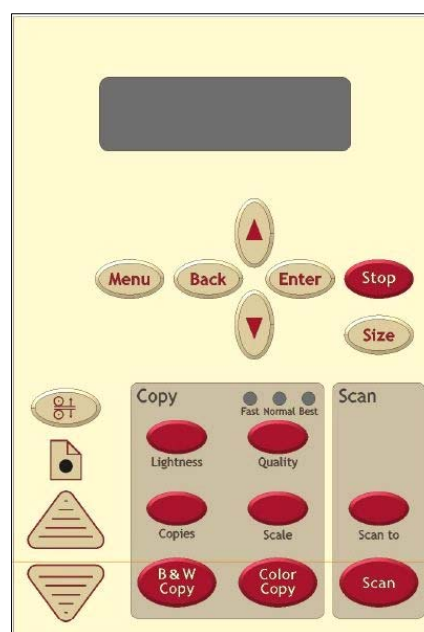 Menu
Back
Enter
Stop
Size
Copy
Fast Normal Best
Scan
Lightness
Quality
Copies
Scale
Scan to
B & W
Copy
Color
Copy
Scan